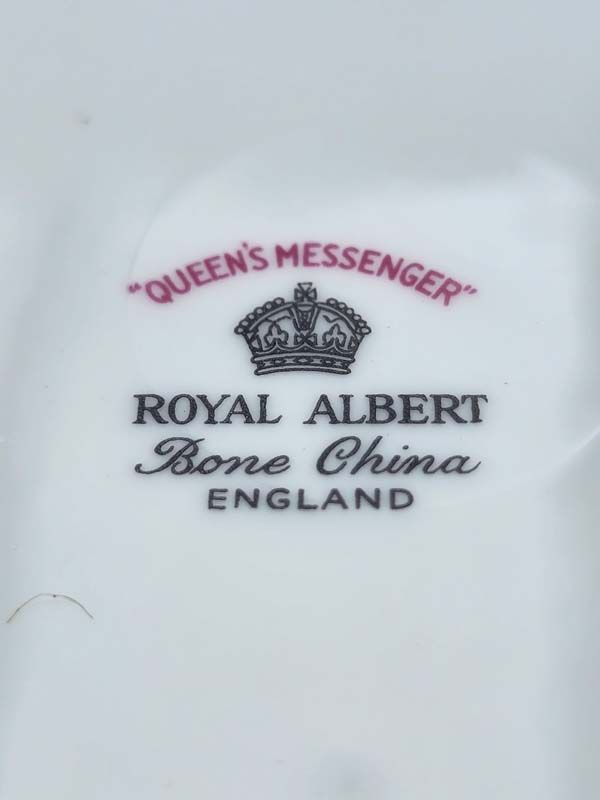 "QUEEN'S MESSENGER"
ROYAL ALBERT
Bone China
ENGLAND